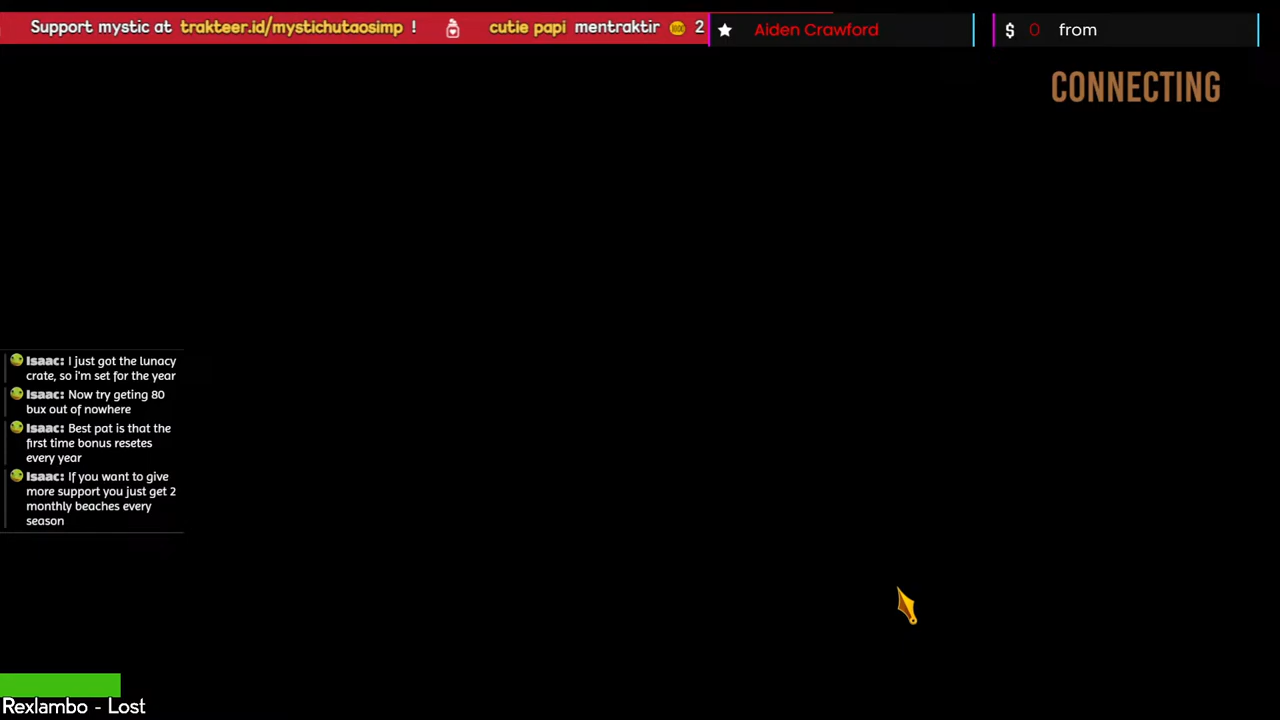 Support mystic at trakteer.id/mystichutaosimp ! cutie papi mentraktir 2
Aiden Crawford
$ 0 from
CONNECTING
Isaac: I just got the lunacy
crate, so i'm set for the year
Isaac: Now try geting 80
bux out of nowhere
Isaac: Best pat is that the
first time bonus resetes
every year
Isaac: If you want to give
more support you just get 2
monthly beaches every
season
Rexlambo - Lost